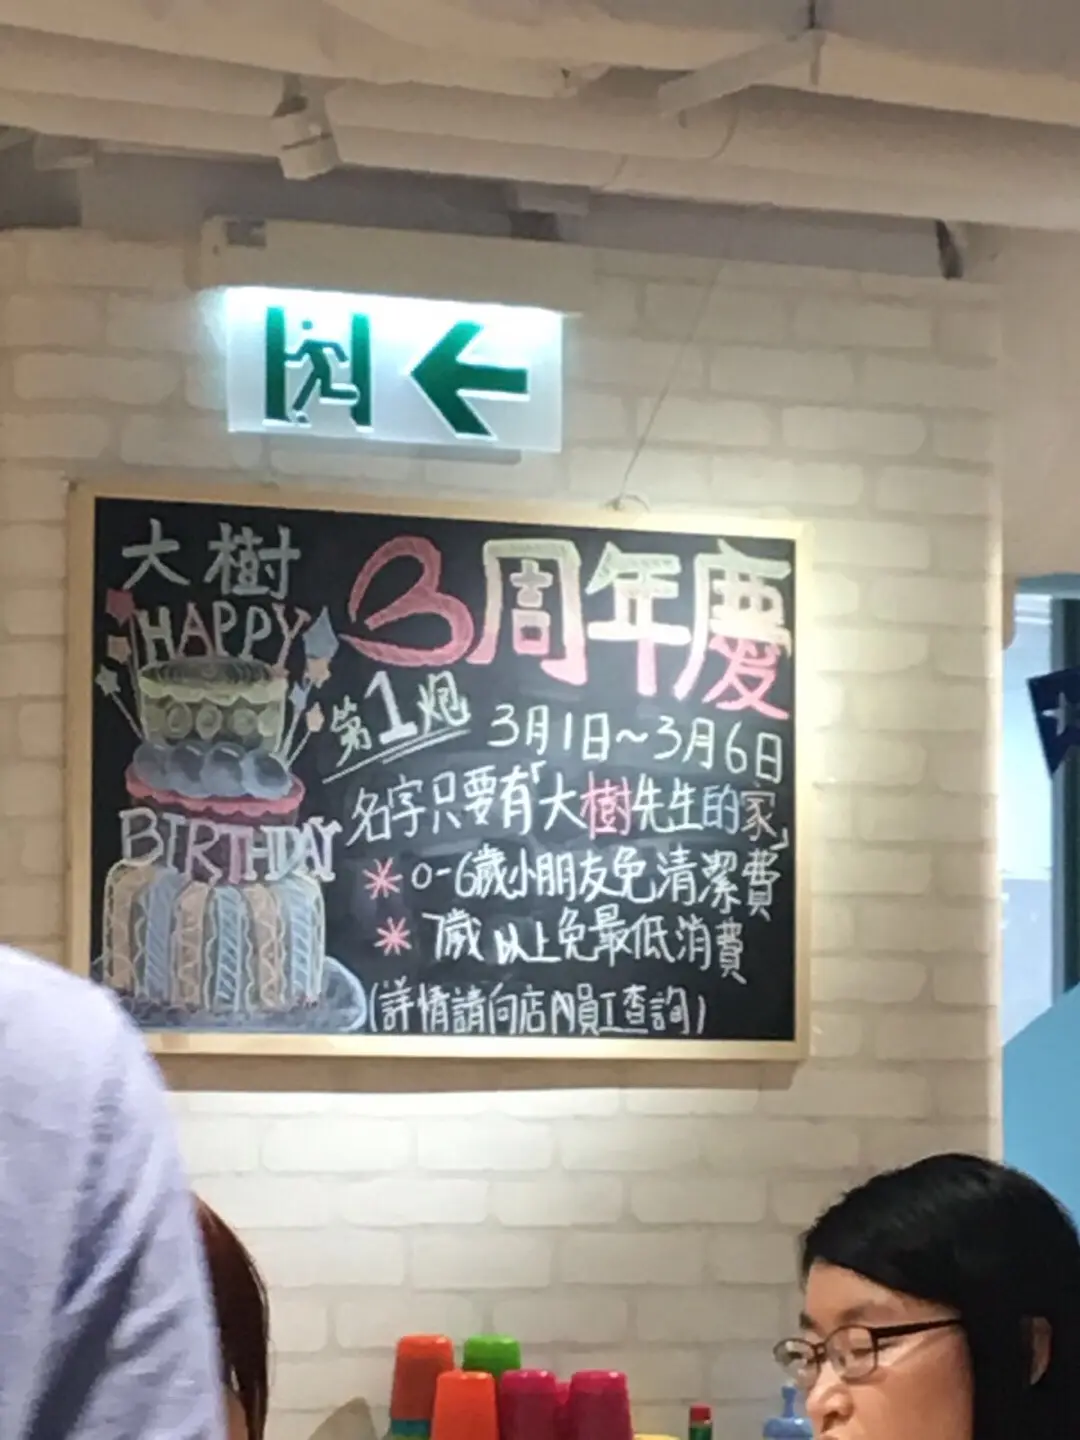 大樹
HAPPY
BIRTHDAY
3周年慶
第1炮
3月1日~3月6日
名字只要有「大樹先生的家」
* 0-6歲小朋友免清潔費
* 7歲以上免最低消費
(詳情請向店內員工查詢)